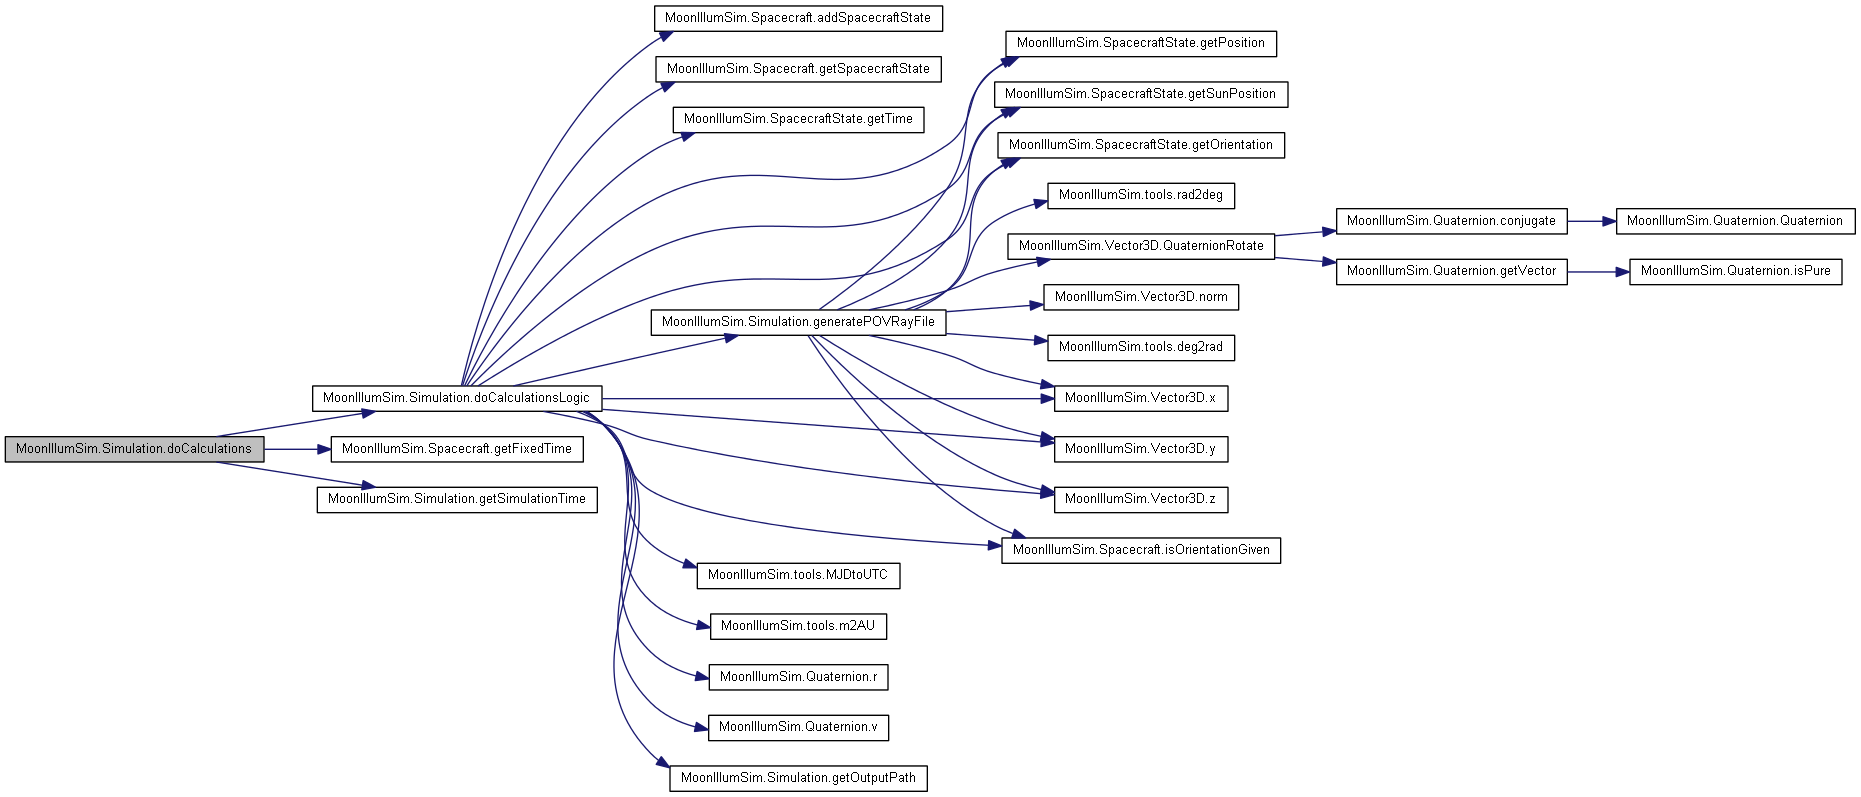 MoonIllumSim.Spacecraft.addSpacecraftState
MoonIllumSim.SpacecraftState.getPosition
MoonIllumSim.Spacecraft.getSpacecraftState
MoonIllumSim.SpacecraftState.getSunPosition
MoonIllumSim.SpacecraftState.getTime
MoonIllumSim.SpacecraftState.getOrientation
MoonIllumSim.tools.rad2deg
MoonIllumSim.Quaternion.conjugate
MoonIllumSim.Quaternion.Quaternion
MoonIllumSim.Vector3D.QuaternionRotate
MoonIllumSim.Quaternion.getVector
MoonIllumSim.Quaternion.isPure
MoonIllumSim.Vector3D.norm
MoonIllumSim.Simulation.generatePOVRayFile
MoonIllumSim.tools.deg2rad
MoonIllumSim.Simulation.doCalculationsLogic
MoonIllumSim.Vector3D.x
MoonIllumSim.Simulation.doCalculations
MoonIllumSim.Spacecraft.getFixedTime
MoonIllumSim.Vector3D.y
MoonIllumSim.Simulation.getSimulationTime
MoonIllumSim.Vector3D.z
MoonIllumSim.Spacecraft.isOrientationGiven
MoonIllumSim.tools.MJDtoUTC
MoonIllumSim.tools.m2AU
MoonIllumSim.Quaternion.r
MoonIllumSim.Quaternion.v
MoonIllumSim.Simulation.getOutputPath